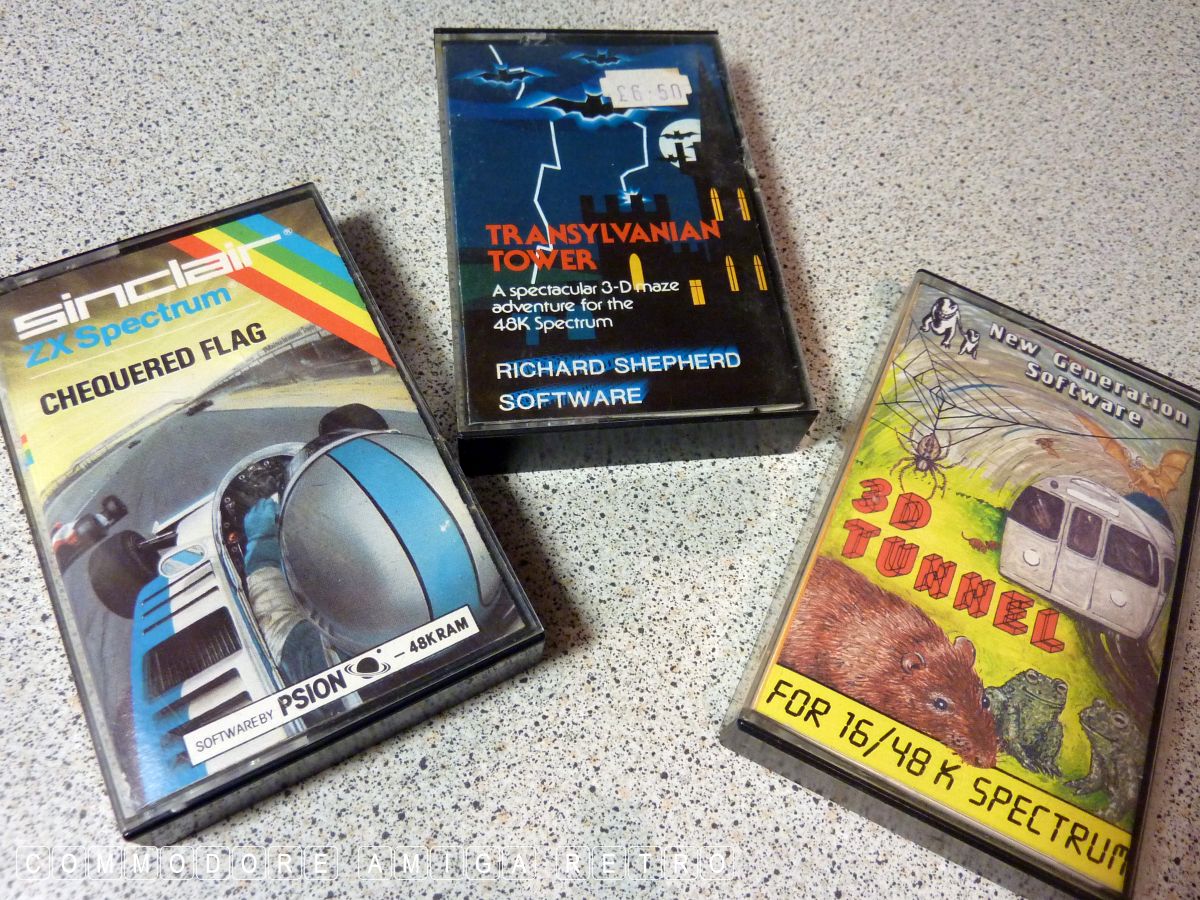 sinclair®
ZX Spectrum
CHEQUERED FLAG
SOFTWARE BY PSION – 48K RAM
£6·50
TRANSYLVANIAN
TOWER
A spectacular 3-D maze
adventure for the
48K Spectrum
RICHARD SHEPHERD
SOFTWARE
New Generation
Software
3D
TUNNEL
FOR 16/48K SPECTRUM
COMMODORE AMIGA RETRO